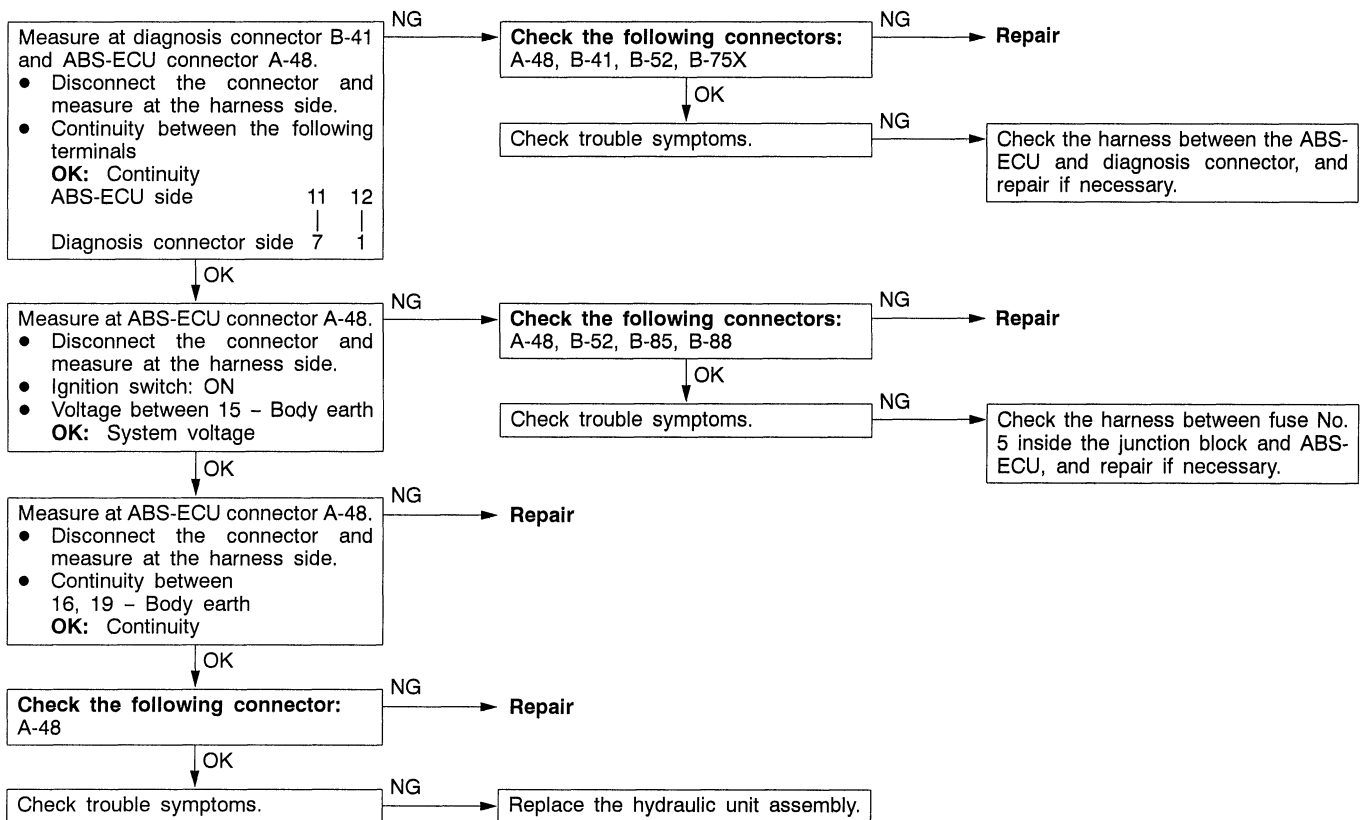 Measure at diagnosis connector B-41
and ABS-ECU connector A-48.
● Disconnect the connector and
measure at the harness side.
● Continuity between the following
terminals
OK: Continuity
ABS-ECU side 11 12
| |
Diagnosis connector side 7 1
NG
Check the following connectors:
A-48, B-41, B-52, B-75X
NG
Repair
OK
Check trouble symptoms.
NG
Check the harness between the ABS-
ECU and diagnosis connector, and
repair if necessary.
OK
Measure at ABS-ECU connector A-48.
● Disconnect the connector and
measure at the harness side.
● Ignition switch: ON
● Voltage between 15 – Body earth
OK: System voltage
NG
Check the following connectors:
A-48, B-52, B-85, B-88
NG
Repair
OK
Check trouble symptoms.
NG
Check the harness between fuse No.
5 inside the junction block and ABS-
ECU, and repair if necessary.
OK
Measure at ABS-ECU connector A-48.
● Disconnect the connector and
measure at the harness side.
● Continuity between
16, 19 – Body earth
OK: Continuity
NG
Repair
OK
Check the following connector:
A-48
NG
Repair
OK
Check trouble symptoms.
NG
Replace the hydraulic unit assembly.